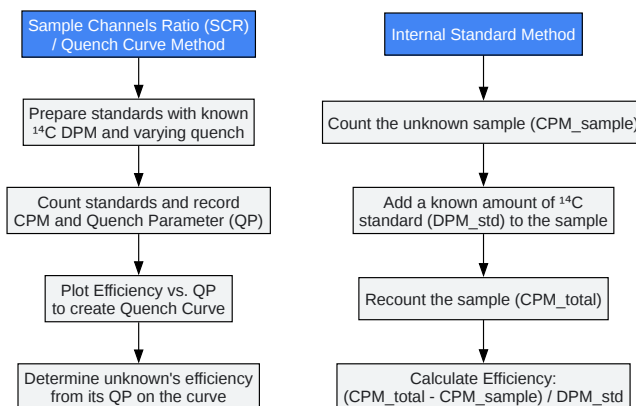 Sample Channels Ratio (SCR)
/ Quench Curve Method
Prepare standards with known
¹⁴C DPM and varying quench
Count standards and record
CPM and Quench Parameter (QP)
Plot Efficiency vs. QP
to create Quench Curve
Determine unknown's efficiency
from its QP on the curve
Internal Standard Method
Count the unknown sample (CPM_sample)
Add a known amount of ¹⁴C
standard (DPM_std) to the sample
Recount the sample (CPM_total)
Calculate Efficiency:
(CPM_total - CPM_sample) / DPM_std